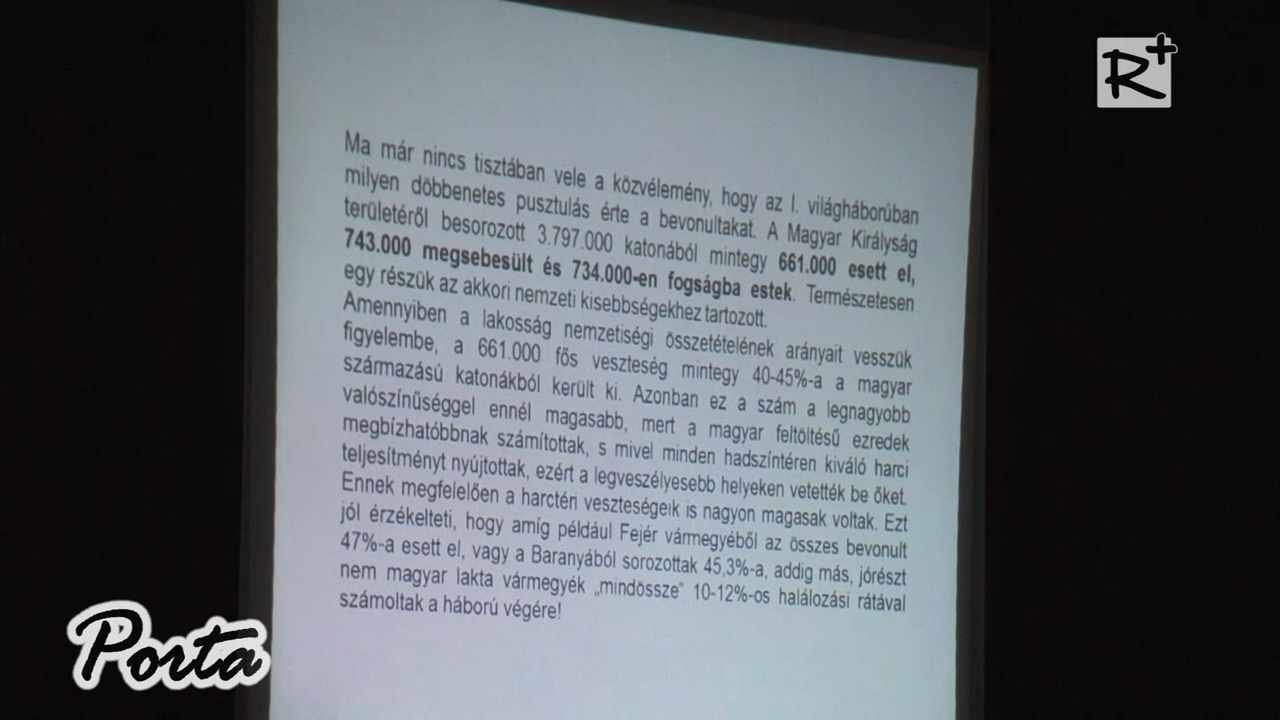 R+
Ma már nincs tisztában vele a közvélemény, hogy az I. világháborúban
milyen döbbenetes pusztulás érte a bevonultakat. A Magyar Királyság
területéről besorozott 3.797.000 katonából mintegy 661.000 esett el,
743.000 megsebesült és 734.000-en fogságba estek. Természetesen
egy részük az akkori nemzeti kisebbségekhez tartozott.
Amennyiben a lakosság nemzetiségi összetételének arányait vesszük
figyelembe, a 661.000 fős veszteség mintegy 40-45%-a a magyar
származású katonákból került ki. Azonban ez a szám a legnagyobb
valószínűséggel ennél magasabb, mert a magyar feltöltésű ezredek
megbízhatóbbnak számítottak, s mivel minden hadszíntéren kiváló harci
teljesítményt nyújtottak, ezért a legveszélyesebb helyeken vetették be őket.
Ennek megfelelően a harctéri veszteségeik is nagyon magasak voltak. Ezt
jól érzékelteti, hogy amíg például Fejér vármegyéből az összes bevonult
47%-a esett el, vagy a Baranyából sorozottak 45,3%-a, addig más, jórészt
nem magyar lakta vármegyék „mindössze” 10-12%-os halálozási rátával
számoltak a háború végére!
Porta